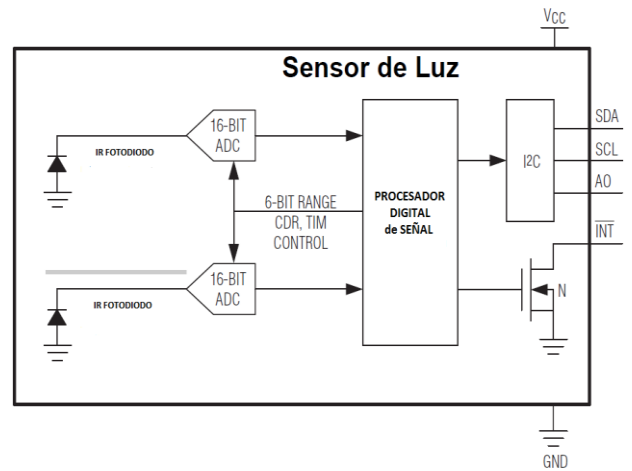 VCC
Sensor de Luz
16-BIT
ADC
IR FOTODIODO
6-BIT RANGE
CDR, TIM
CONTROL
16-BIT
ADC
IR FOTODIODO
PROCESADOR
DIGITAL
de SEÑAL
I2C
SDA
SCL
A0
INT
N
GND